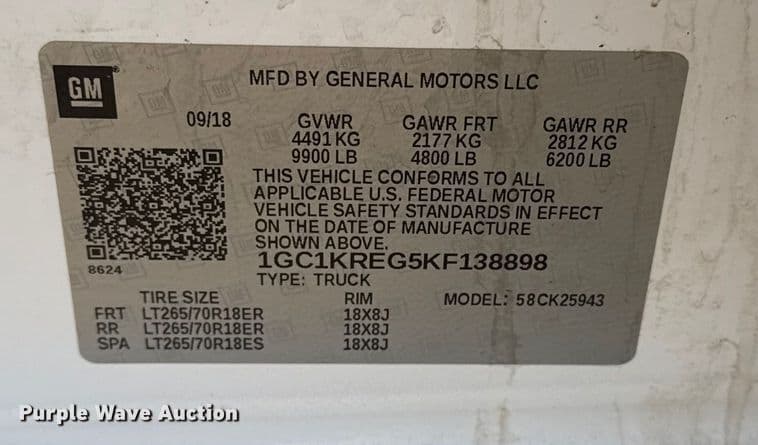 GM
MFD BY GENERAL MOTORS LLC
09/18 GVWR GAWR FRT GAWR RR
4491 KG 2177 KG 2812 KG
9900 LB 4800 LB 6200 LB
THIS VEHICLE CONFORMS TO ALL
APPLICABLE U.S. FEDERAL MOTOR
VEHICLE SAFETY STANDARDS IN EFFECT
ON THE DATE OF MANUFACTURE
SHOWN ABOVE.
8624
1GC1KREG5KF138898
TYPE: TRUCK
TIRE SIZE RIM MODEL: 58CK25943
FRT LT265/70R18ER 18X8J
RR LT265/70R18ER 18X8J
SPA LT265/70R18ES 18X8J
Purple Wave Auction